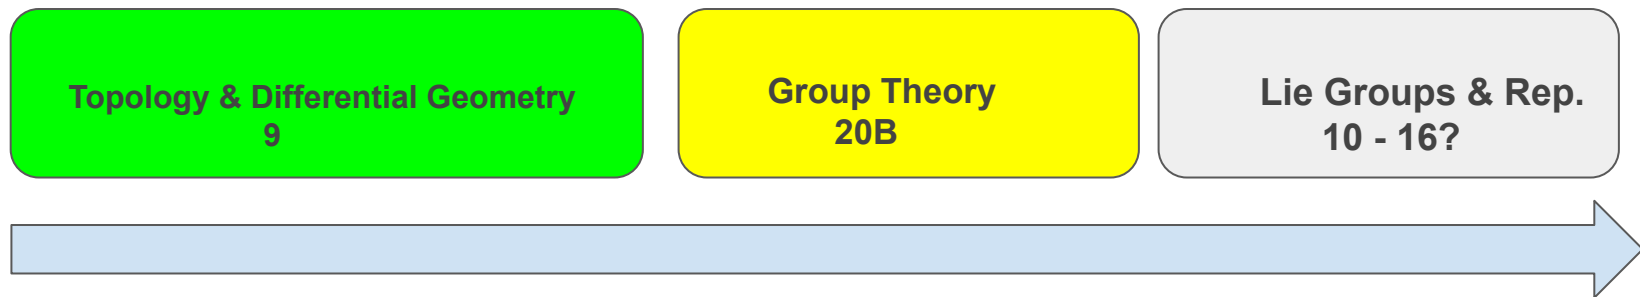 Topology & Differential Geometry
9
Group Theory
20B
Lie Groups & Rep.
10 - 16?